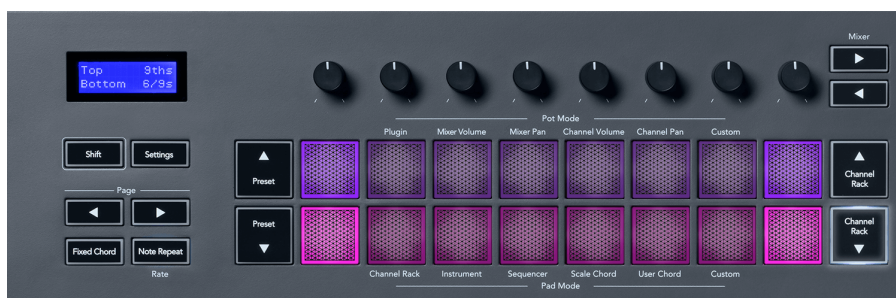 Mixer
Top 9ths
Bottom 6/9s
Pot Mode
Plugin Mixer Volume Mixer Pan Channel Volume Channel Pan Custom
Shift Settings
Preset
Channel
Rack
Page
Preset
Channel
Rack
Fixed Chord Note Repeat
Rate
Channel Rack Instrument Sequencer Scale Chord User Chord Custom
Pad Mode